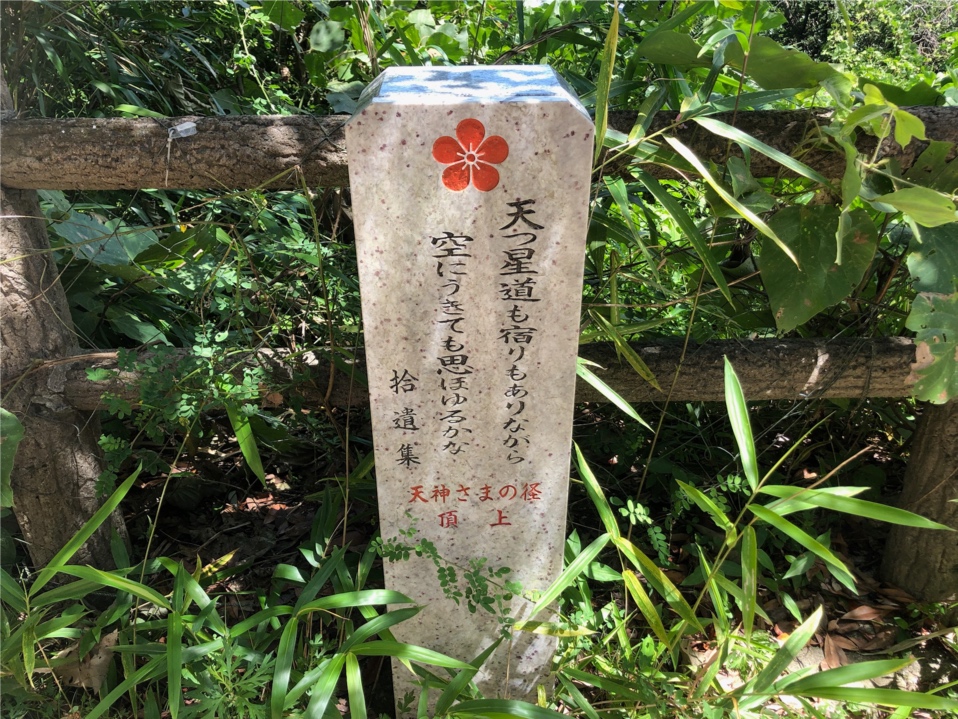 天つ星道も宿りもありながら
空にうきても思ほゆるかな
拾遺集
天神さまの径
頂上